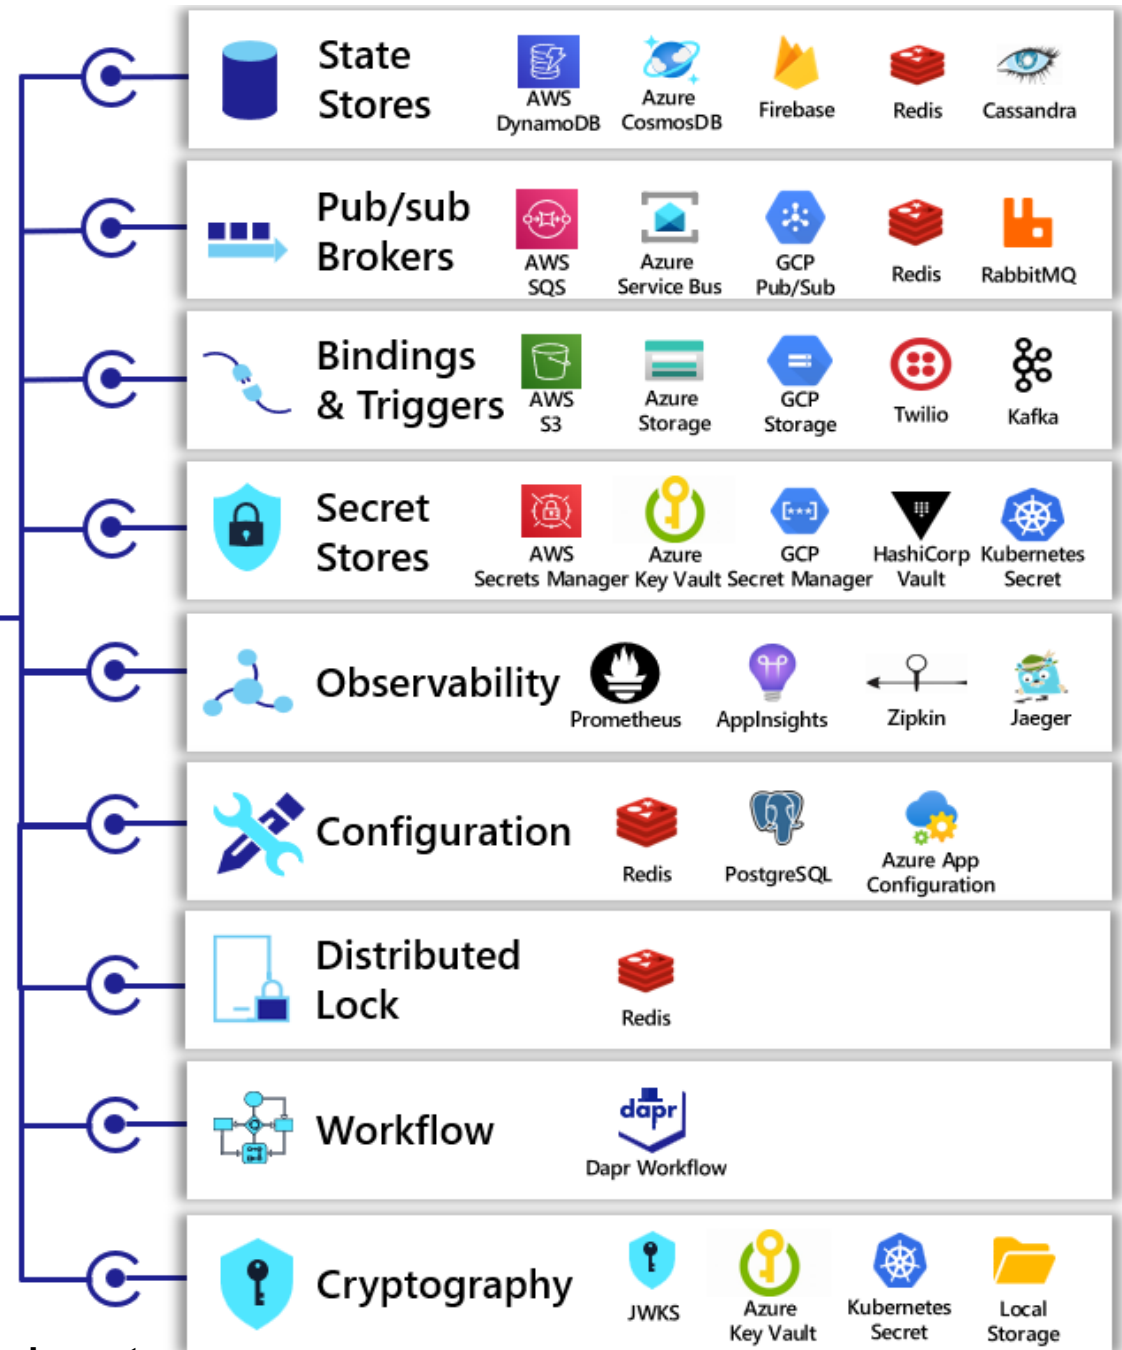 State
Stores
AWS
DynamoDB
Azure
CosmosDB
Firebase
Redis
Cassandra
Pub/sub
Brokers
AWS
SQS
Azure
Service Bus
GCP
Pub/Sub
Redis
RabbitMQ
Bindings
& Triggers
AWS
S3
Azure
Storage
GCP
Storage
Twilio
Kafka
Secret
Stores
AWS
Secrets Manager
Azure
Key Vault
GCP
Secret Manager
HashiCorp
Vault
Kubernetes
Secret
Observability
Prometheus
AppInsights
Zipkin
Jaeger
Configuration
Redis
PostgreSQL
Azure App
Configuration
Distributed
Lock
Redis
Workflow
dapr
Dapr Workflow
Cryptography
JWKS
Azure
Key Vault
Kubernetes
Secret
Local
Storage